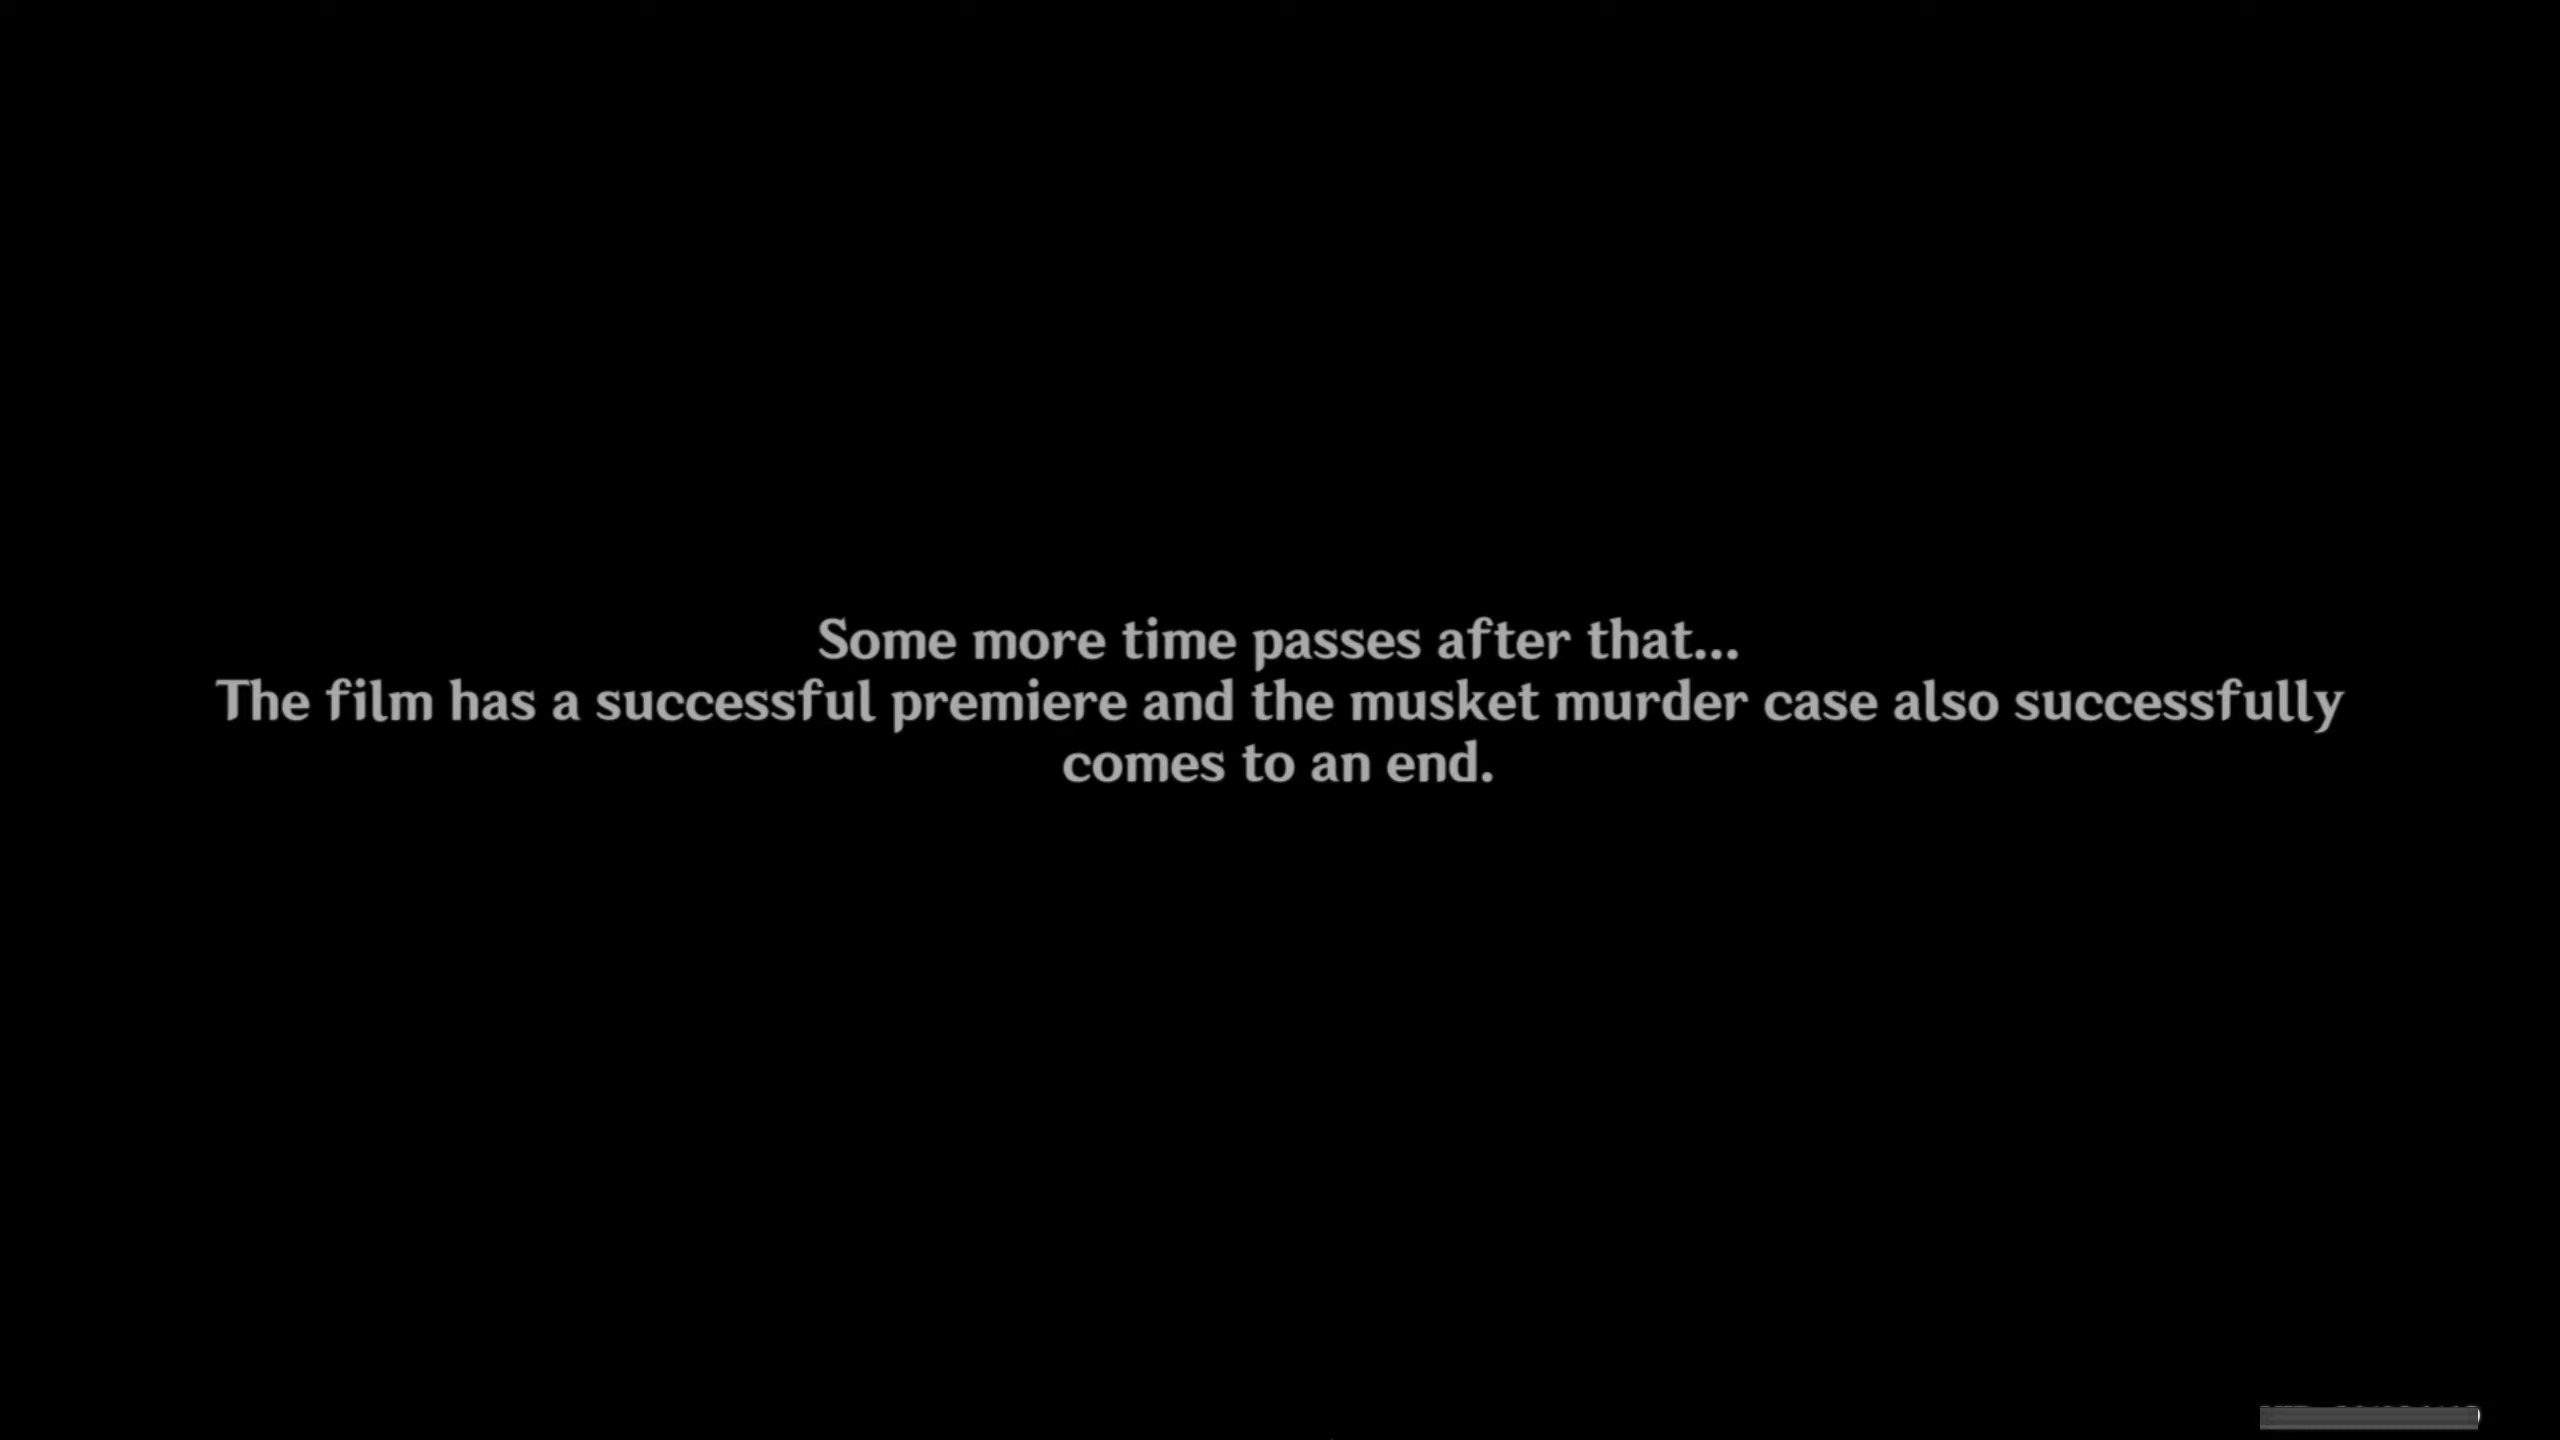 Some more time passes after that...
The film has a successful premiere and the musket murder case also successfully
comes to an end.